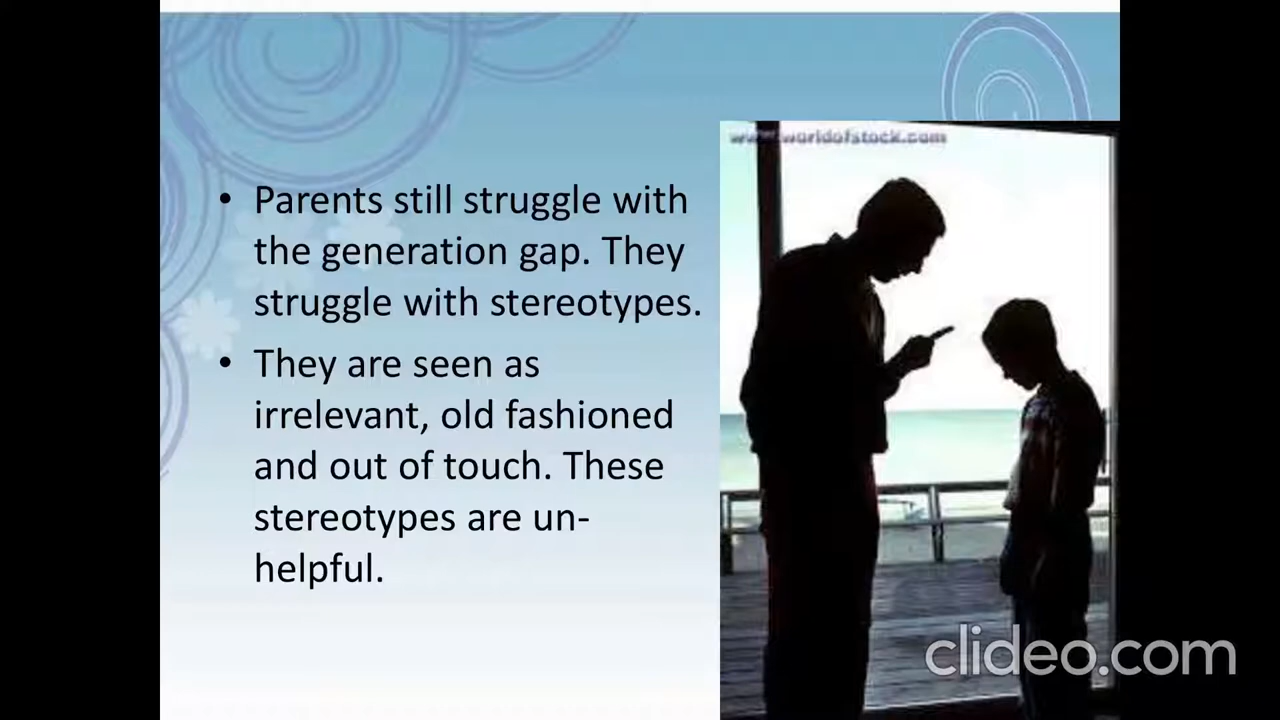 www.worldofstock.com
• Parents still struggle with
the generation gap. They
struggle with stereotypes.
• They are seen as
irrelevant, old fashioned
and out of touch. These
stereotypes are un-
helpful.
clideo.com